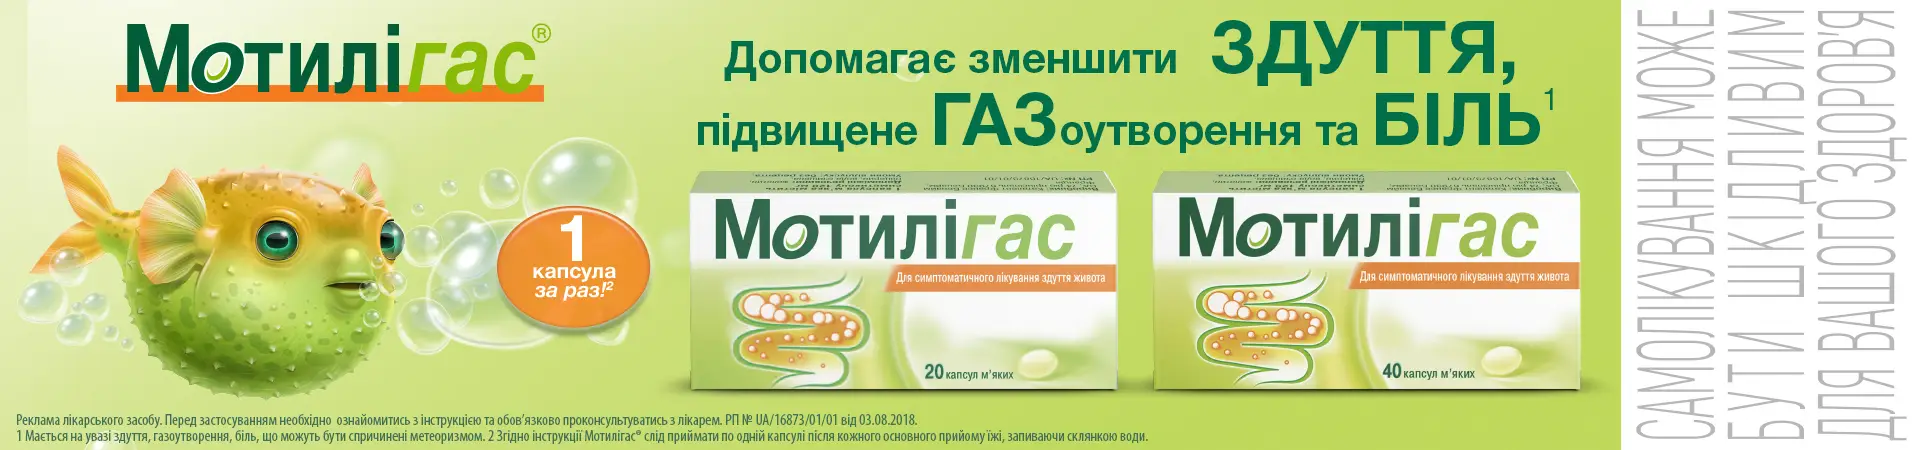 Мотилігас®
Допомагає зменшити ЗДУТТЯ,
підвищене ГАЗоутворення та БІЛЬ1
1
капсула
за раз!2
Мотилігас
Для симптоматичного лікування здуття живота
20 капсул м'яких
Мотилігас
Для симптоматичного лікування здуття живота
40 капсул м'яких
Реклама лікарського засобу. Перед застосуванням необхідно ознайомитись з інструкцією та обов'язково проконсультуватись з лікарем. РП № UA/16873/01/01 від 03.08.2018.
1 Мається на увазі здуття, газоутворення, біль, що можуть бути спричинені метеоризмом. 2 Згідно інструкції Мотилігас® слід приймати по одній капсулі після кожного основного прийому їжі, запиваючи склянкою води.
САМОЛІКУВАННЯ МОЖЕ
БУТИ ШКІДЛИВИМ
ДЛЯ ВАШОГО ЗДОРОВ'Я